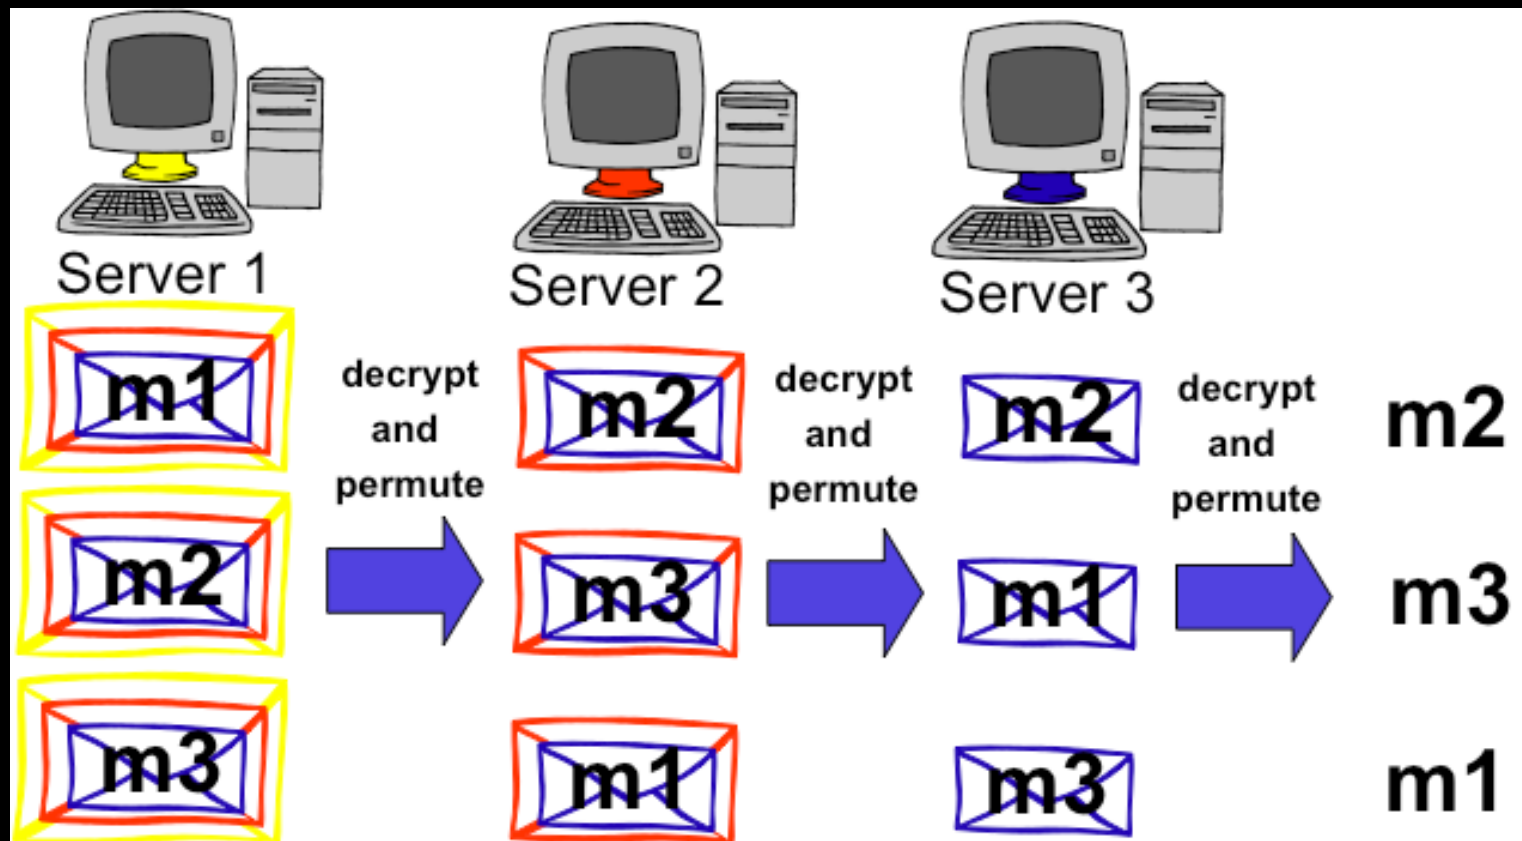 Server 1
Server 2
Server 3
m1
m2
m3
decrypt
and
permute
m2
m3
m1
decrypt
and
permute
m2
m1
m3
decrypt
and
permute
m2
m3
m1